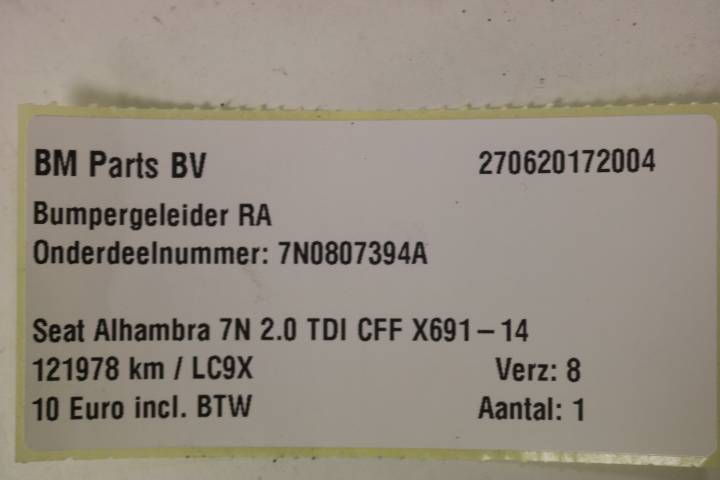 BM Parts BV 270620172004
Bumpergeleider RA
Onderdeelnummer: 7N0807394A
Seat Alhambra 7N 2.0 TDI CFF X691-14
121978 km / LC9X Verz: 8
10 Euro incl. BTW Aantal: 1